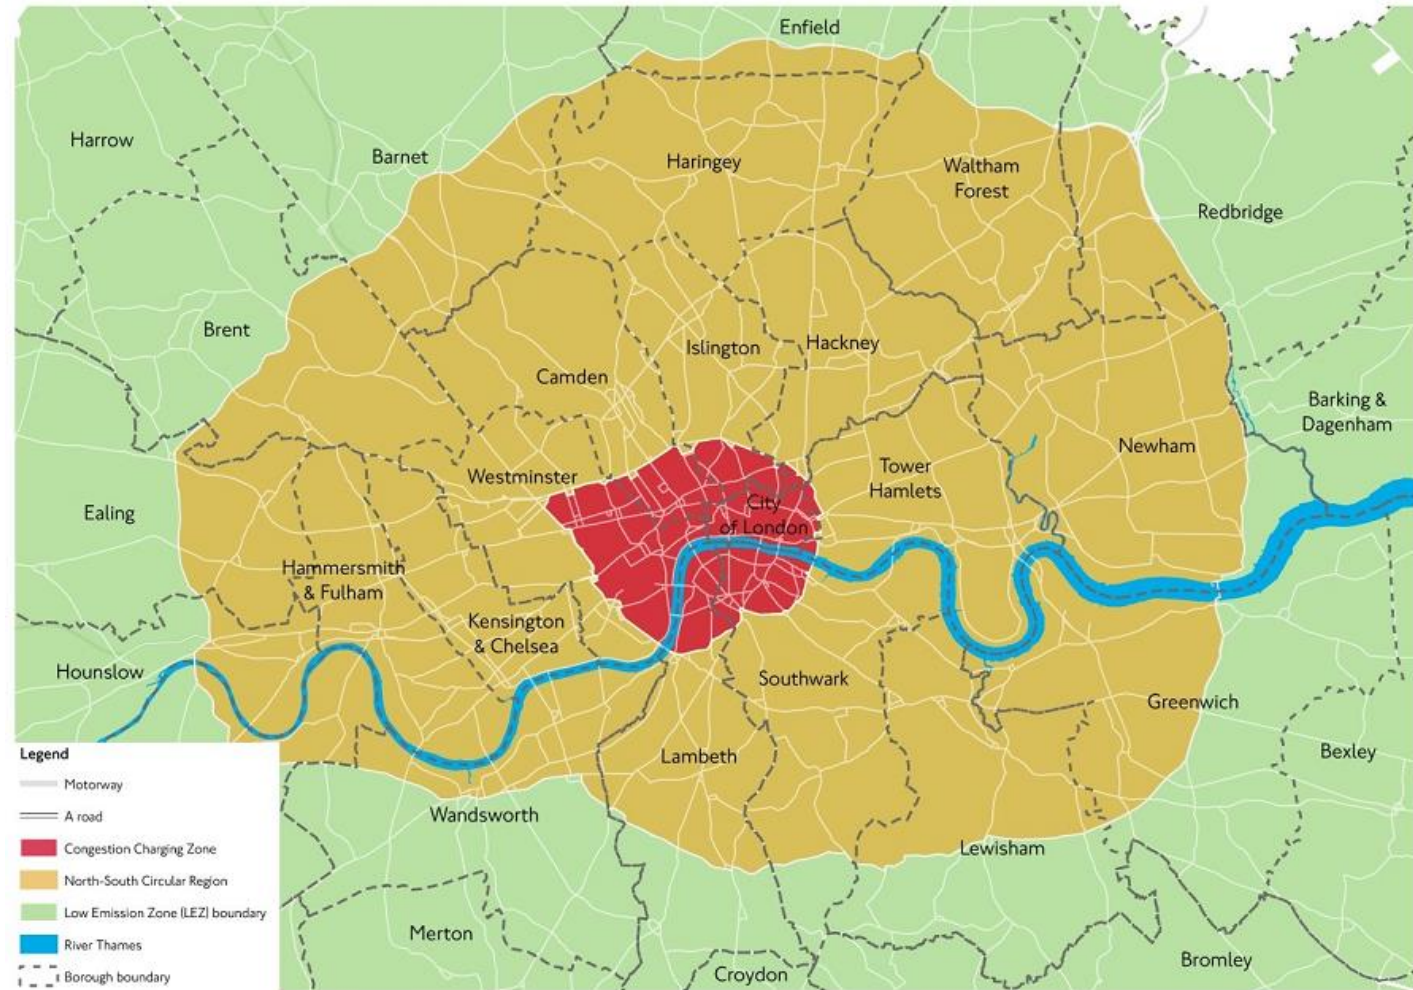 Enfield
Harrow
Barnet
Haringey
Waltham
Forest
Redbridge
Brent
Islington
Hackney
Camden
Barking &
Dagenham
Newham
Westminster
Tower
Hamlets
City
of London
Ealing
Hammersmith
& Fulham
Kensington
& Chelsea
Hounslow
Southwark
Greenwich
Lambeth
Bexley
Wandsworth
Lewisham
Merton
Croydon
Bromley
Legend
Motorway
A road
Congestion Charging Zone
North-South Circular Region
Low Emission Zone (LEZ) boundary
River Thames
Borough boundary